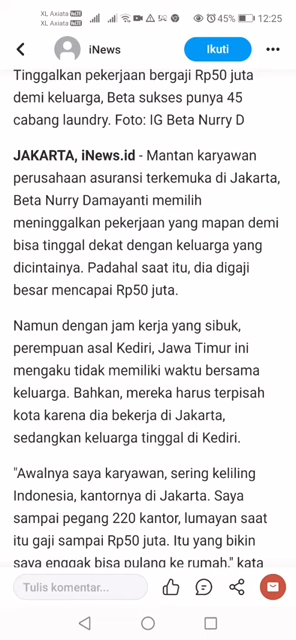 XL Axiata
XL Axiata
45%
12:25
iNews
Ikuti
Tinggalkan pekerjaan bergaji Rp50 juta
demi keluarga, Beta sukses punya 45
cabang laundry. Foto: IG Beta Nurry D
JAKARTA, iNews.id - Mantan karyawan
perusahaan asuransi terkemuka di Jakarta,
Beta Nurry Damayanti memilih
meninggalkan pekerjaan yang mapan demi
bisa tinggal dekat dengan keluarga yang
dicintainya. Padahal saat itu, dia digaji
besar mencapai Rp50 juta.
Namun dengan jam kerja yang sibuk,
perempuan asal Kediri, Jawa Timur ini
mengaku tidak memiliki waktu bersama
keluarga. Bahkan, mereka harus terpisah
kota karena dia bekerja di Jakarta,
sedangkan keluarga tinggal di Kediri.
"Awalnya saya karyawan, sering keliling
Indonesia, kantornya di Jakarta. Saya
sampai pegang 220 kantor, lumayan saat
itu gaji sampai Rp50 juta. Itu yang bikin
saya enggak bisa pulang ke rumah," kata
Tulis komentar...